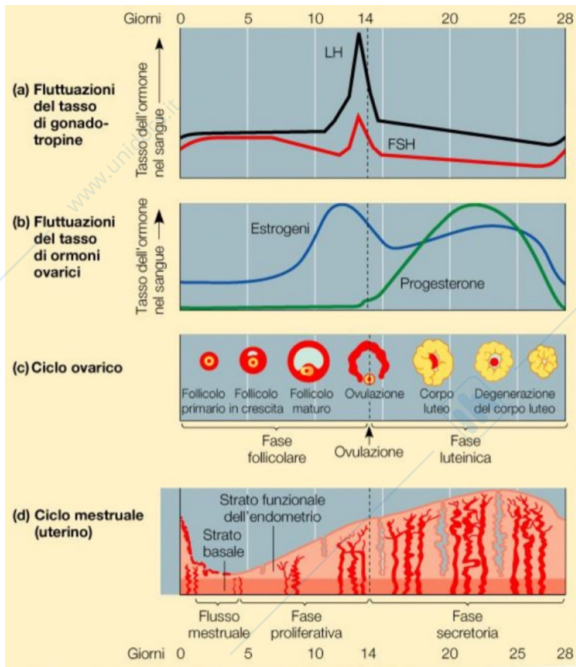 Giorni 0 5 10 14 20 25 28
(a) Fluttuazioni
del tasso
di gonado-
tropine
Tasso dell'ormone
nel sangue
LH
FSH
(b) Fluttuazioni
del tasso
di ormoni
ovarici
Tasso dell'ormone
nel sangue
Estrogeni
Progesterone
(c) Ciclo ovarico
Follicolo
primario
Follicolo
in crescita
Follicolo
maturo
Ovulazione
Corpo
luteo
Degenerazione
del corpo luteo
Fase
follicolare
Ovulazione
Fase
luteinica
(d) Ciclo mestruale
(uterino)
Strato funzionale
dell'endometrio
Strato
basale
Flusso
mestruale
Fase
proliferativa
Fase
secretoria
Giorni 0 5 10 14 20 25 28